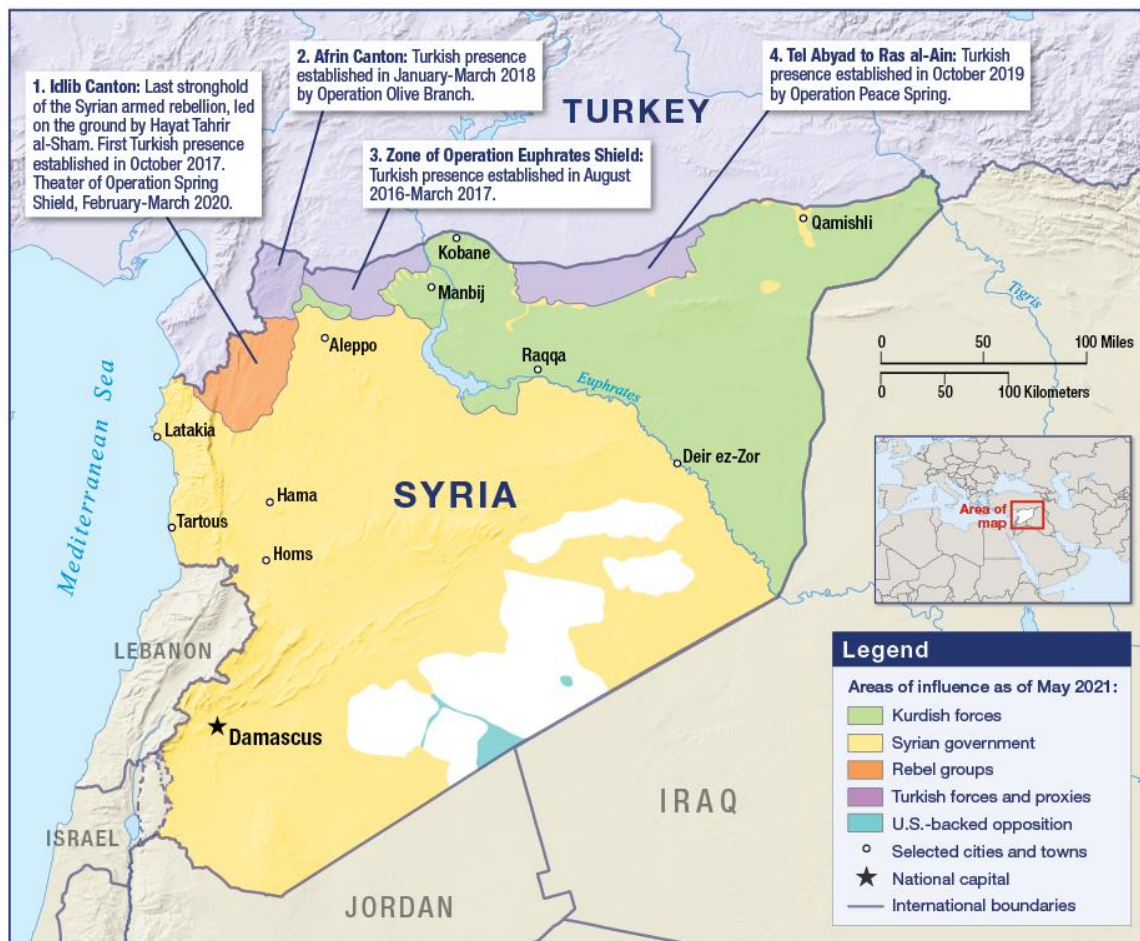 1. Idlib Canton: Last stronghold
of the Syrian armed rebellion, led
on the ground by Hayat Tahrir
al-Sham. First Turkish presence
established in October 2017.
Theater of Operation Spring
Shield, February-March 2020.
2. Afrin Canton: Turkish presence
established in January-March 2018
by Operation Olive Branch.
3. Zone of Operation Euphrates Shield:
Turkish presence established in August
2016-March 2017.
4. Tel Abyad to Ras al-Ain: Turkish
presence established in October 2019
by Operation Peace Spring.
TURKEY
Qamishli
Kobane
Manbij
Tigris
Aleppo
Raqqa
Euphrates
0 50 100 Miles
0 50 100 Kilometers
Mediterranean Sea
Latakia
Deir ez-Zor
SYRIA
Hama
Tartous
Homs
Area of
map
LEBANON
Damascus
ISRAEL
IRAQ
JORDAN
Legend
Areas of influence as of May 2021:
Kurdish forces
Syrian government
Rebel groups
Turkish forces and proxies
U.S.-backed opposition
Selected cities and towns
National capital
International boundaries